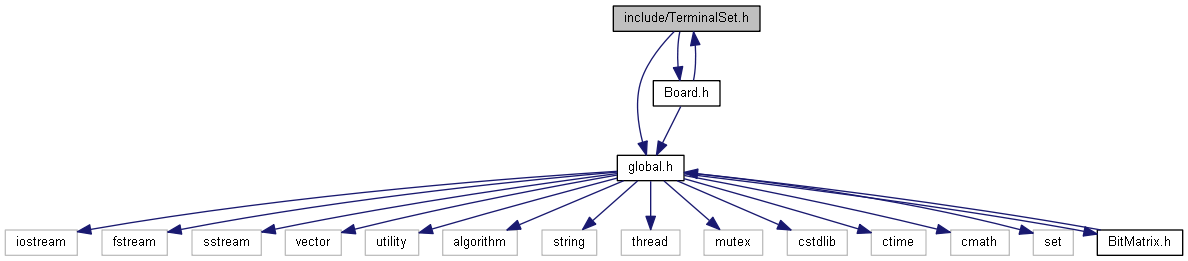 include/TerminalSet.h
Board.h
global.h
iostream
fstream
sstream
vector
utility
algorithm
string
thread
mutex
cstdlib
ctime
cmath
set
BitMatrix.h